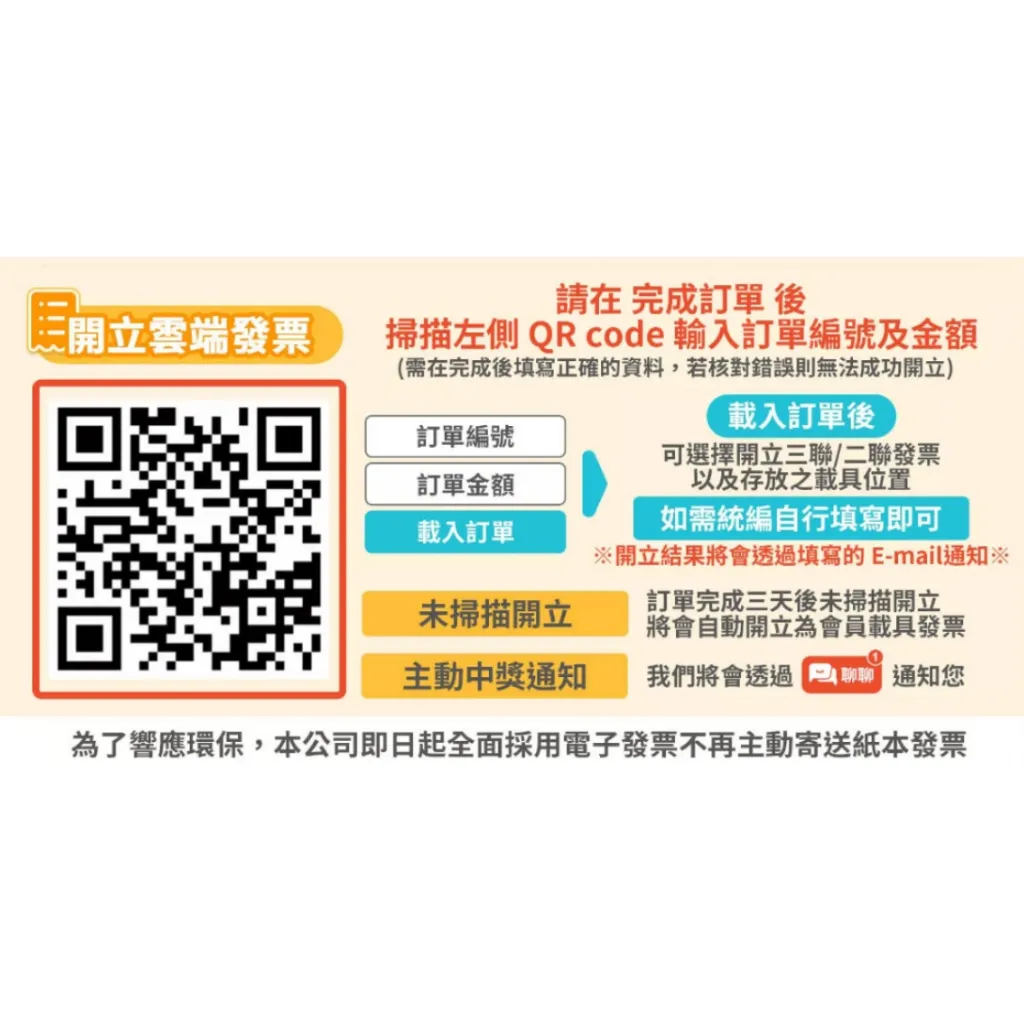 開立雲端發票
請在 完成訂單 後
掃描左側 QR code 輸入訂單編號及金額
(需在完成後填寫正確的資料，若核對錯誤則無法成功開立)
訂單編號
訂單金額
載入訂單
載入訂單後
可選擇開立三聯/二聯發票
以及存放之載具位置
如需統編自行填寫即可
※開立結果將會透過填寫的 E-mail通知※
未掃描開立
訂單完成三天後未掃描開立
將會自動開立為會員載具發票
主動中獎通知
我們將會透過 聊聊 1 通知您
為了響應環保，本公司即日起全面採用電子發票不再主動寄送紙本發票